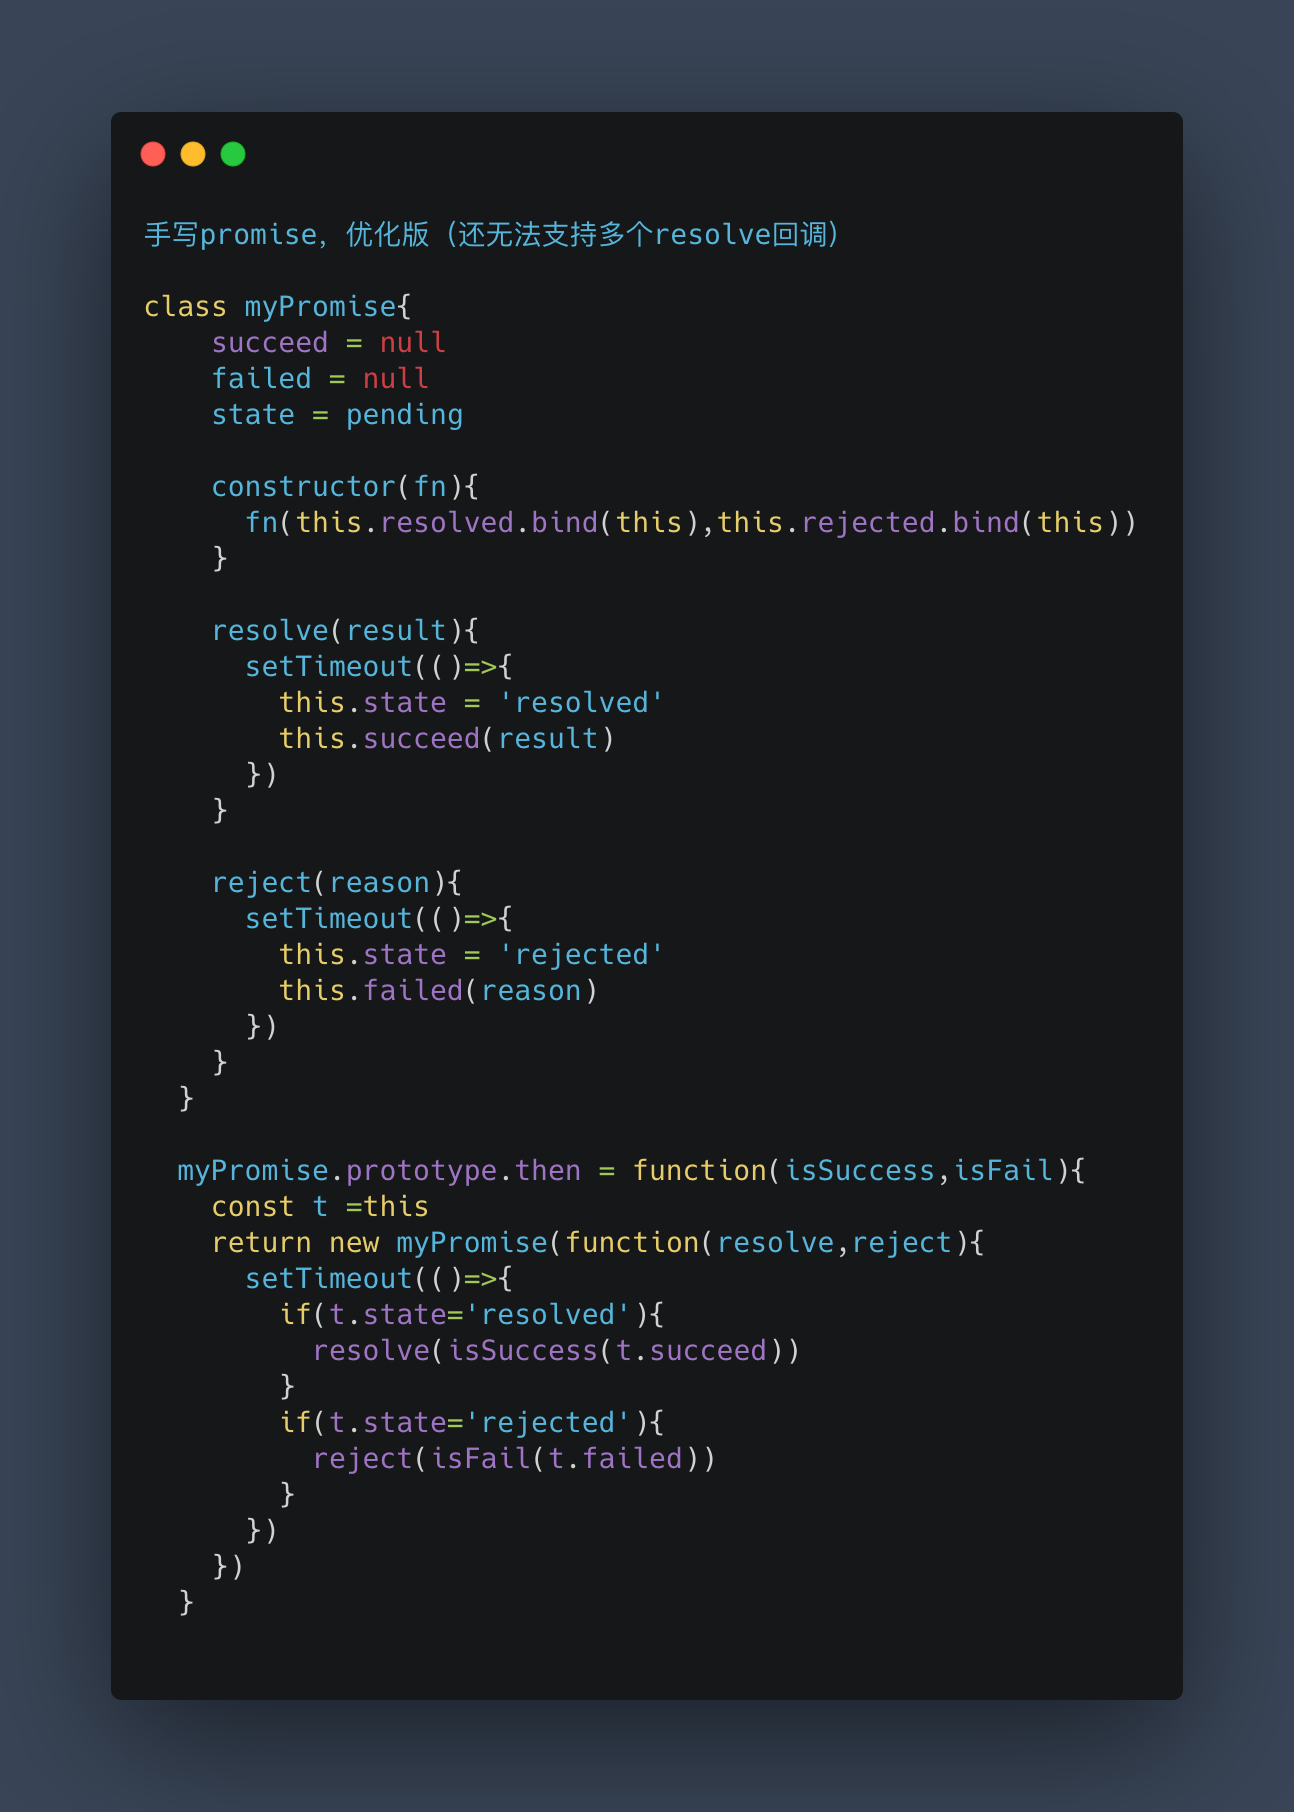 手写promise，优化版（还无法支持多个resolve回调）
class myPromise{
    succeed = null
    failed = null
    state = pending
    constructor(fn){
      fn(this.resolved.bind(this),this.rejected.bind(this))
    }
    resolve(result){
      setTimeout(()=>{
        this.state = 'resolved'
        this.succeed(result)
      })
    }
    reject(reason){
      setTimeout(()=>{
        this.state = 'rejected'
        this.failed(reason)
      })
    }
  }
  myPromise.prototype.then = function(isSuccess,isFail){
    const t =this
    return new myPromise(function(resolve,reject){
      setTimeout(()=>{
        if(t.state='resolved'){
          resolve(isSuccess(t.succeed))
        }
        if(t.state='rejected'){
          reject(isFail(t.failed))
        }
      })
    })
  }